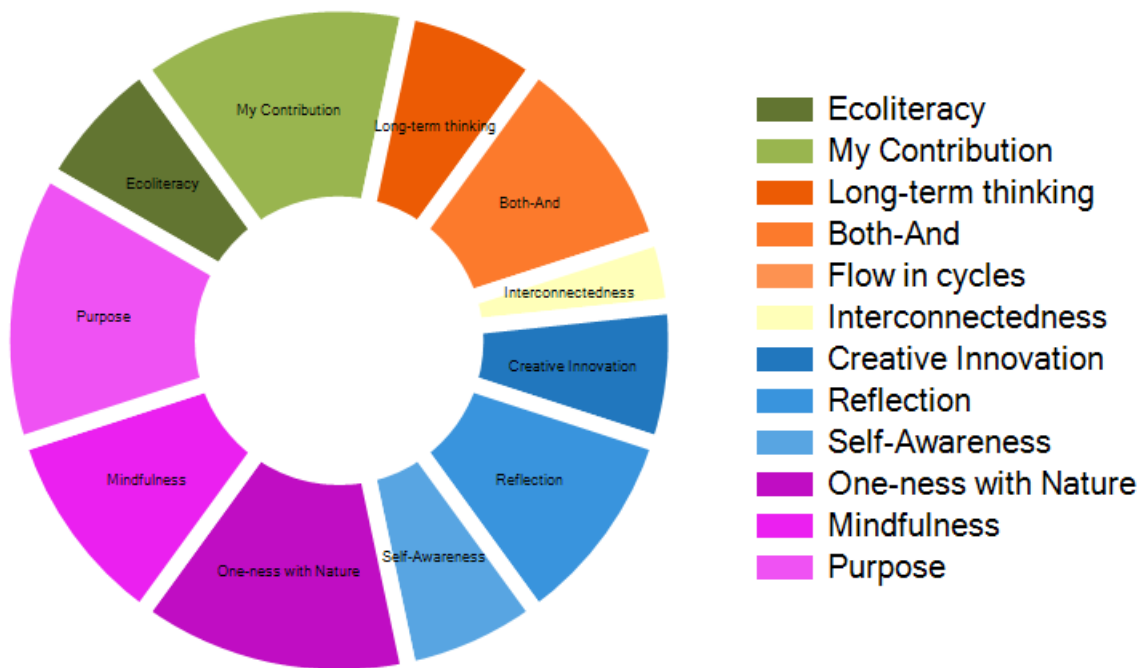 My Contribution
Long-term thinking
Ecoliteracy
Both-And
Interconnectedness
Purpose
Creative Innovation
Mindfulness
Reflection
Self-Awareness
One-ness with Nature
Ecoliteracy
My Contribution
Long-term thinking
Both-And
Flow in cycles
Interconnectedness
Creative Innovation
Reflection
Self-Awareness
One-ness with Nature
Mindfulness
Purpose